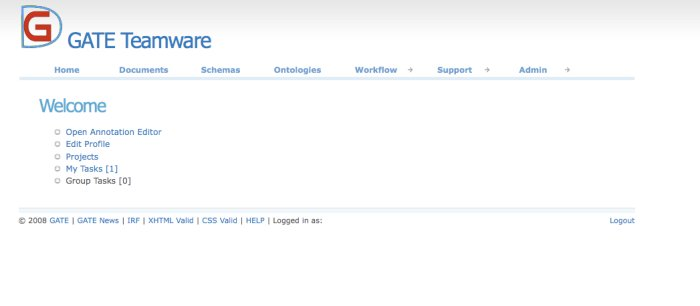 GATE Teamware
Home Documents Schemas Ontologies Workflow Support Admin
Welcome
Open Annotation Editor
Edit Profile
Projects
My Tasks [1]
Group Tasks [0]
© 2008 GATE | GATE News | IRF | XHTML Valid | CSS Valid | HELP | Logged in as: Logout